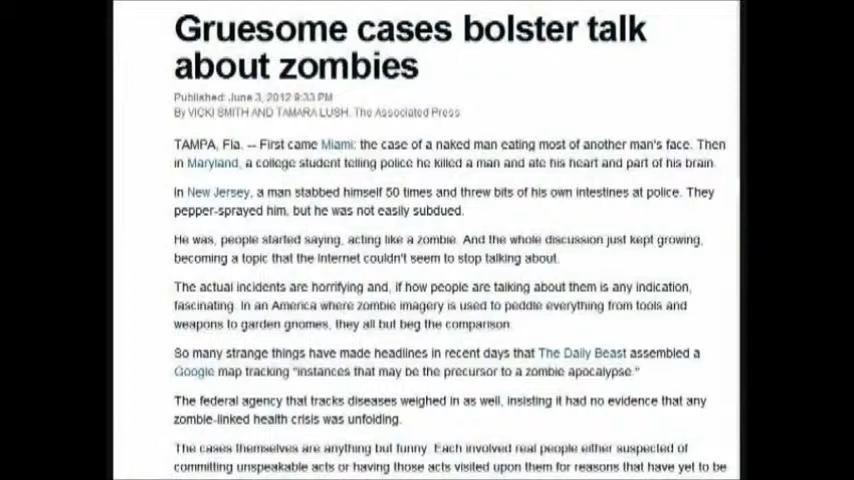 Gruesome cases bolster talk
about zombies
Published: June 3, 2012 9:33 PM
By VICKI SMITH AND TAMARA LUSH. The Associated Press
TAMPA, Fla. -- First came Miami: the case of a naked man eating most of another man's face. Then
in Maryland, a college student telling police he killed a man and ate his heart and part of his brain.
In New Jersey, a man stabbed himself 50 times and threw bits of his own intestines at police. They
pepper-sprayed him, but he was not easily subdued.
He was, people started saying, acting like a zombie. And the whole discussion just kept growing,
becoming a topic that the Internet couldn't seem to stop talking about.
The actual incidents are horrifying and, if how people are talking about them is any indication,
fascinating. In an America where zombie imagery is used to peddle everything from tools and
weapons to garden gnomes, they all but beg the comparison.
So many strange things have made headlines in recent days that The Daily Beast assembled a
Google map tracking "instances that may be the precursor to a zombie apocalypse."
The federal agency that tracks diseases weighed in as well, insisting it had no evidence that any
zombie-linked health crisis was unfolding.
The cases themselves are anything but funny. Each involved real people either suspected of
committing unspeakable acts or having those acts visited upon them for reasons that have yet to be